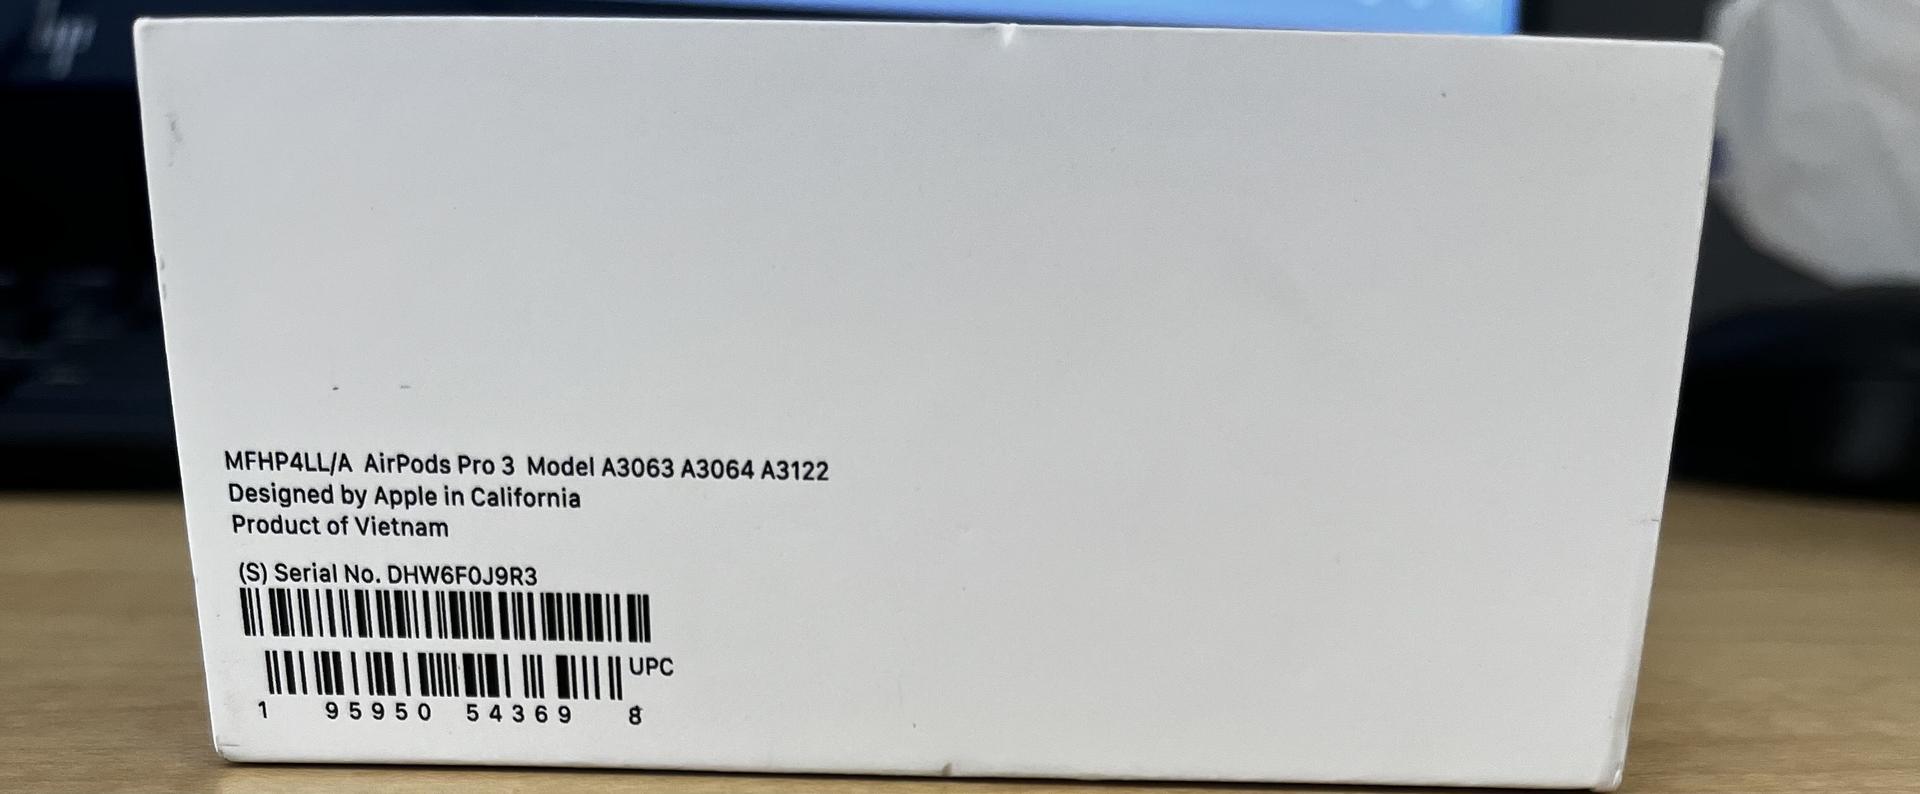 hp
MFHP4LL/A AirPods Pro 3 Model A3063 A3064 A3122
Designed by Apple in California
Product of Vietnam
(S) Serial No. DHW6F0J9R3
UPC
1 95950 54369 8